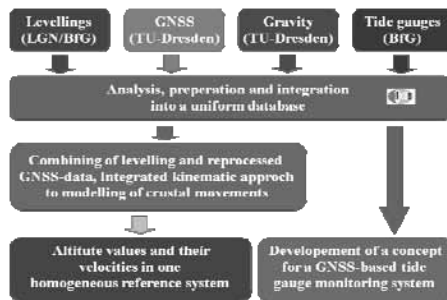 Levellings
(LGN/BfG)
GNSS
(TU-Dresden)
Gravity
(TU-Dresden)
Tide gauges
(BfG)
Analysis, preparation and integration
into a uniform database
Combining of levelling and reprocessed
GNSS-data, integrated kinematic approch
to modelling of crustal movements
Altitute values and their
velocities in one
homogeneous reference system
Developement of a concept
for a GNSS-based tide
gauge monitoring system